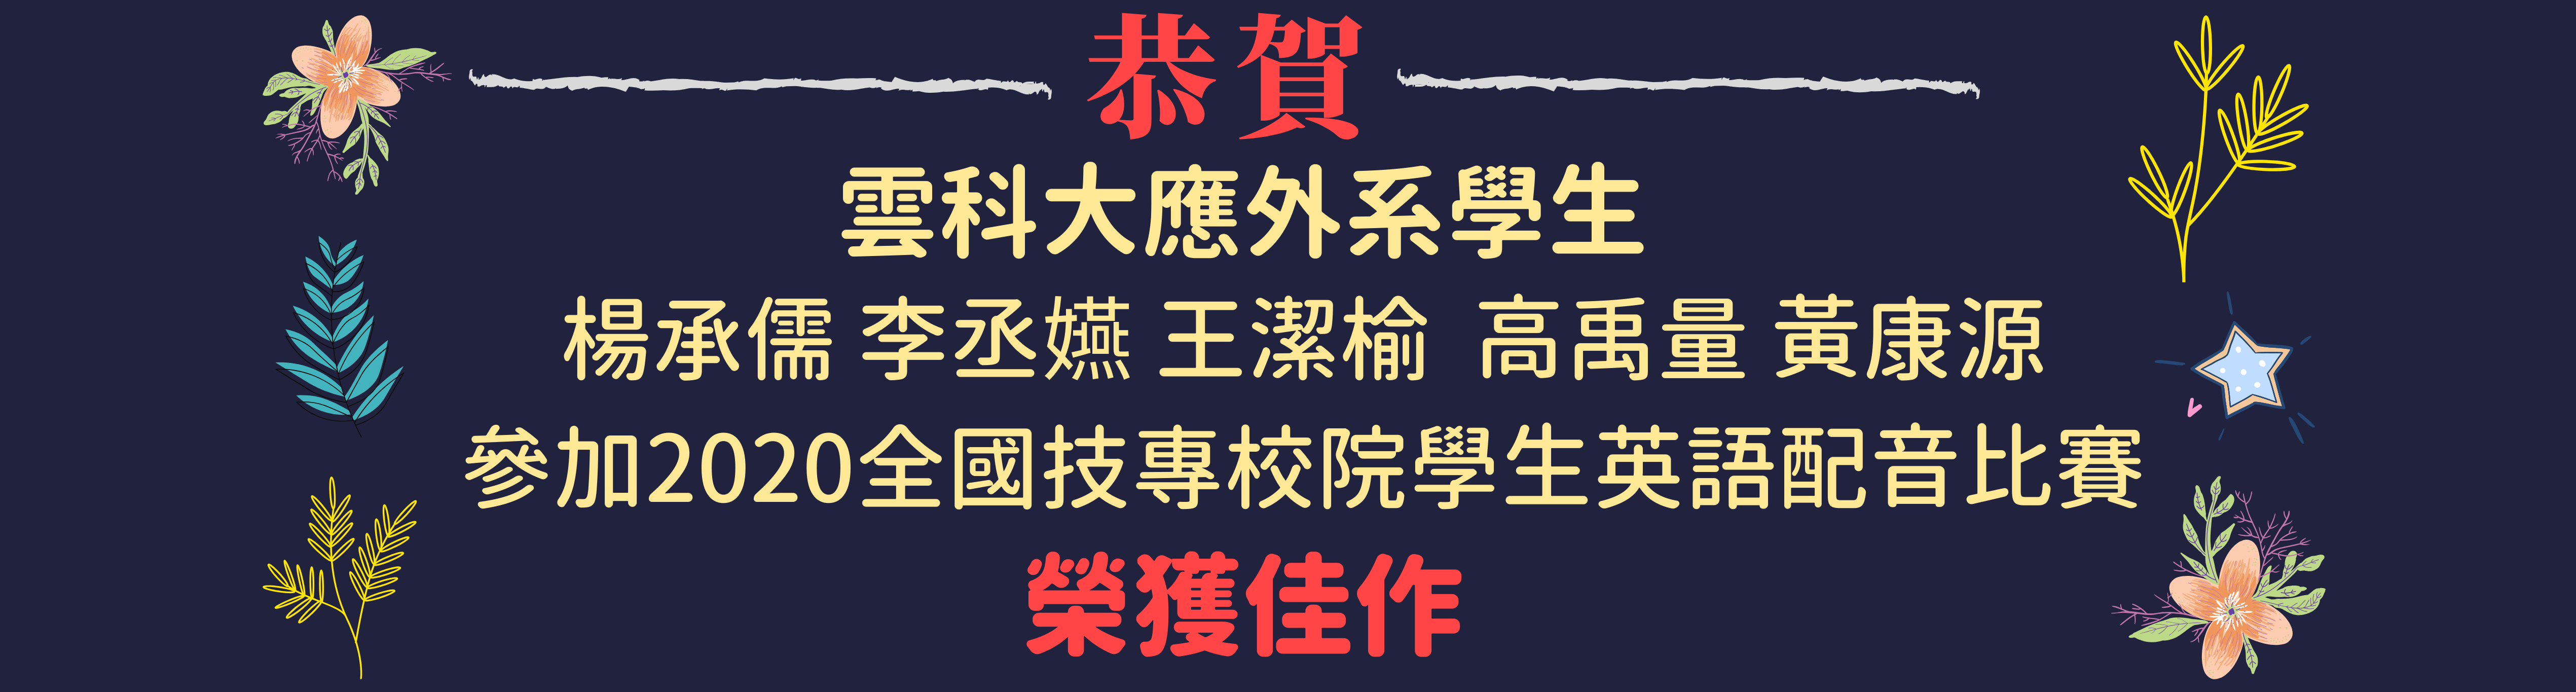 恭賀
雲科大應外系學生
楊承儒 李丞嬿 王潔榆 高禹量 黃康源
參加2020全國技專校院學生英語配音比賽
榮獲佳作